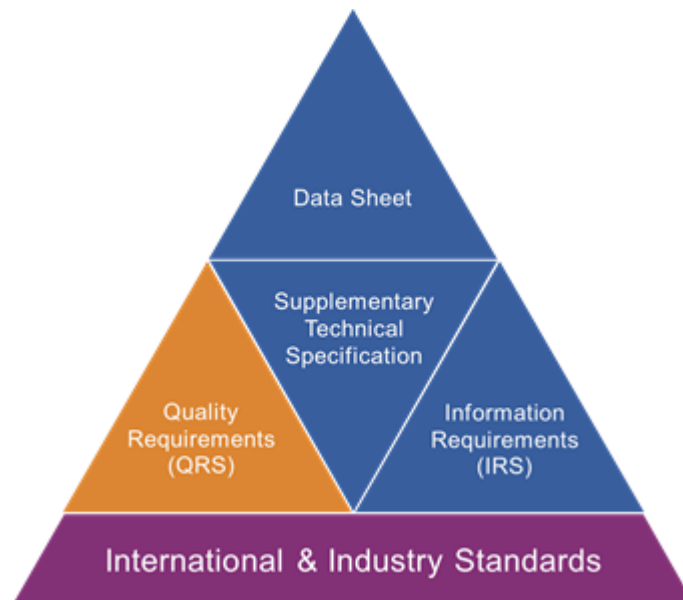 Data Sheet
Supplementary
Technical
Specification
Quality
Requirements
(QRS)
Information
Requirements
(IRS)
International & Industry Standards